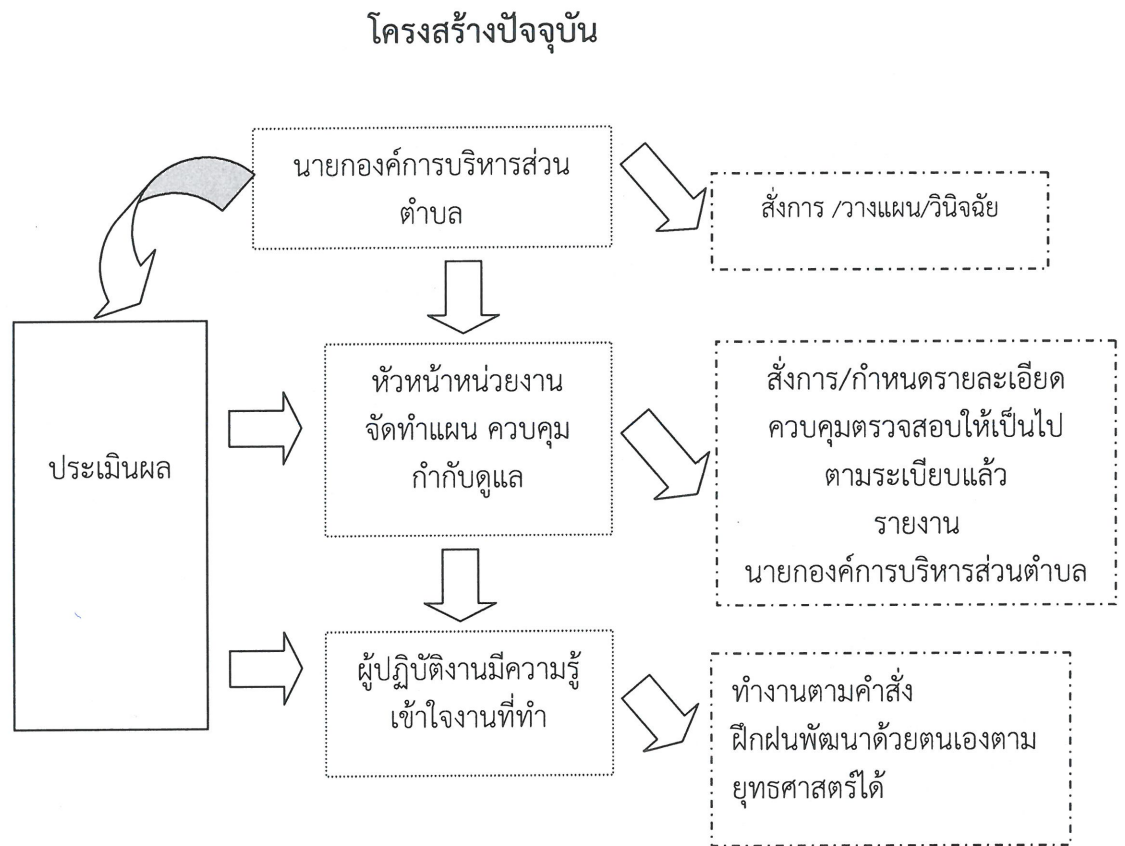 โครงสร้างปัจจุบัน
นายกองค์การบริหารส่วน
ตำบล
สั่งการ /วางแผน/วินิจฉัย
ประเมินผล
หัวหน้าหน่วยงาน
จัดทำแผน ควบคุม
กำกับดูแล
สั่งการ/กำหนดรายละเอียด
ควบคุมตรวจสอบให้เป็นไป
ตามระเบียบแล้ว
รายงาน
นายกองค์การบริหารส่วนตำบล
ผู้ปฏิบัติงานมีความรู้
เข้าใจงานที่ทำ
ทำงานตามคำสั่ง
ฝึกฝนพัฒนาด้วยตนเองตาม
ยุทธศาสตร์ได้